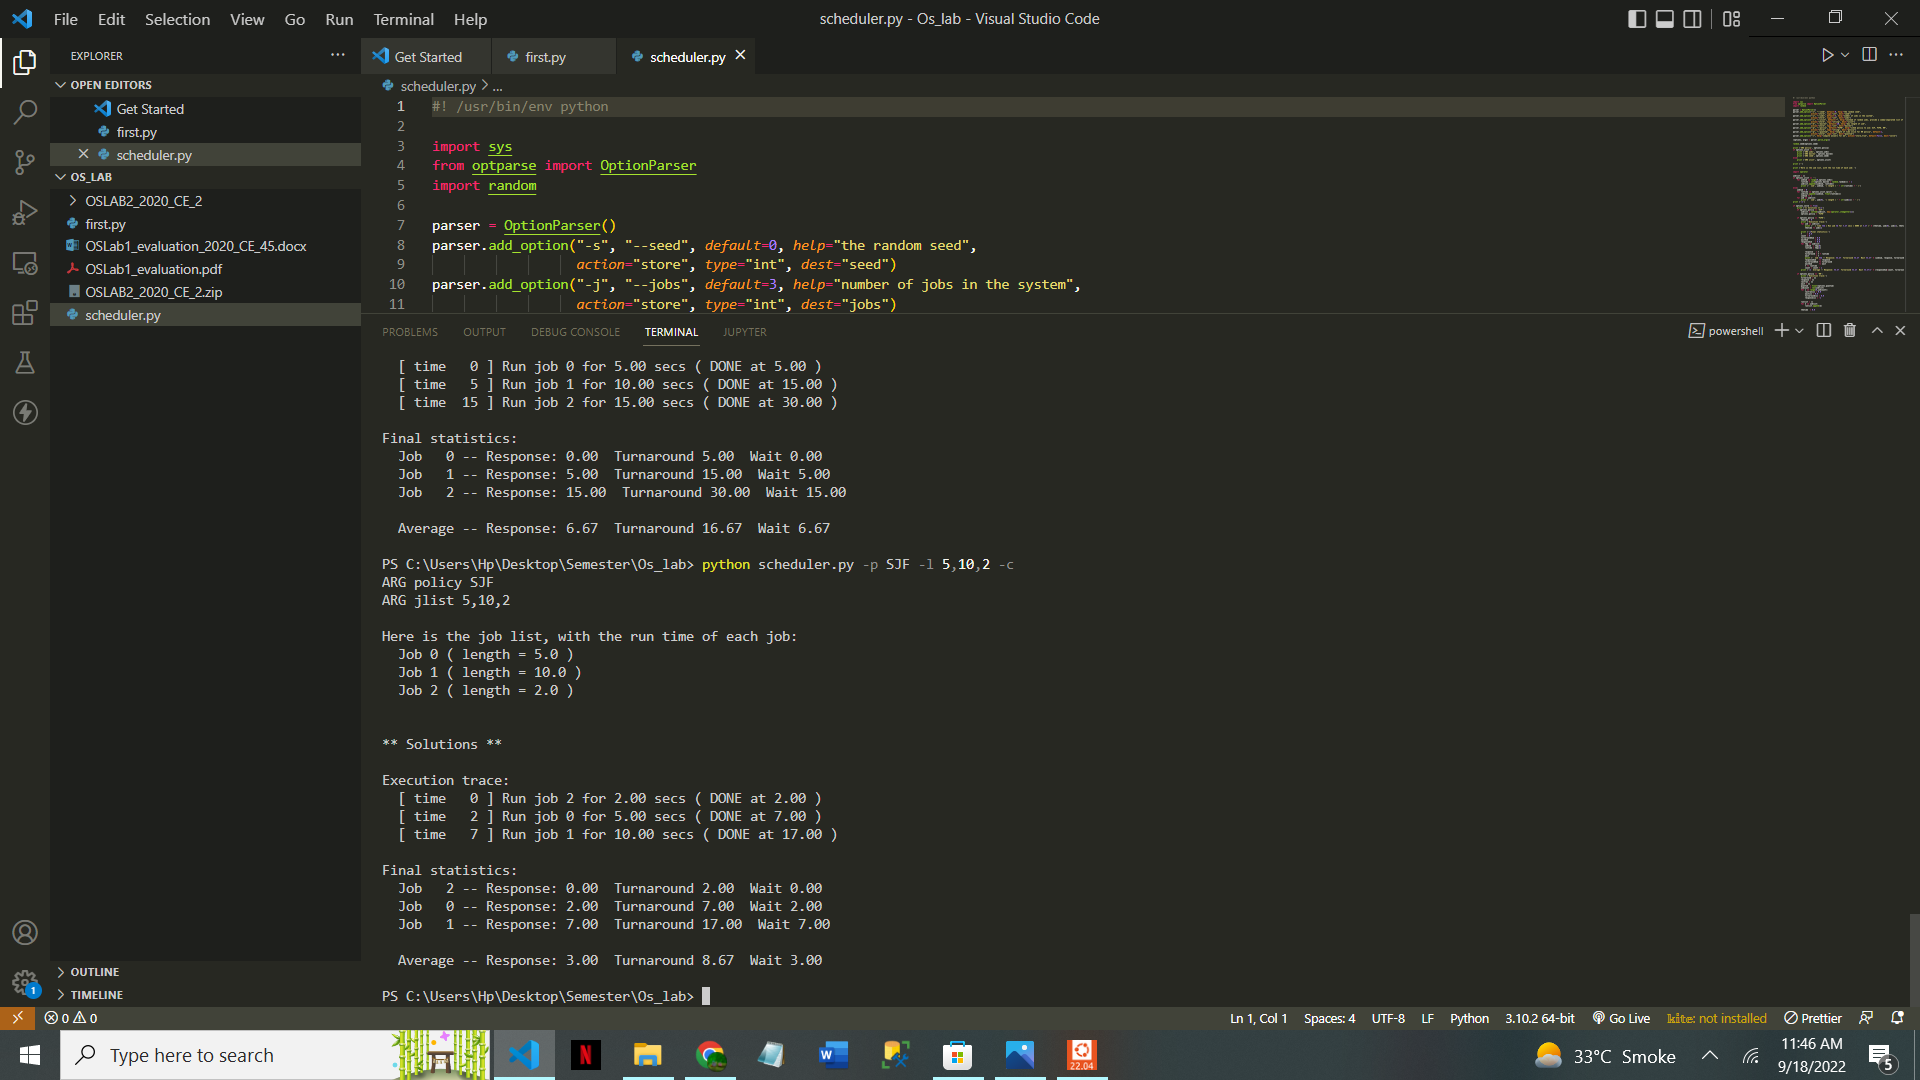 File Edit Selection View Go Run Terminal Help
scheduler.py - Os_lab - Visual Studio Code
EXPLORER
Get Started
first.py
scheduler.py
OPEN EDITORS
Get Started
first.py
scheduler.py
OS_LAB
OSLAB2_2020_CE_2
first.py
OSLab1_evaluation_2020_CE_45.docx
OSLab1_evaluation.pdf
OSLAB2_2020_CE_2.zip
scheduler.py
OUTLINE
TIMELINE
scheduler.py > ...
1 #! /usr/bin/env python
2
3 import sys
4 from optparse import OptionParser
5 import random
6
7 parser = OptionParser()
8 parser.add_option("-s", "--seed", default=0, help="the random seed",
9 action="store", type="int", dest="seed")
10 parser.add_option("-j", "--jobs", default=3, help="number of jobs in the system",
11 action="store", type="int", dest="jobs")
PROBLEMS OUTPUT DEBUG CONSOLE TERMINAL JUPYTER
powershell
[ time 0 ] Run job 0 for 5.00 secs ( DONE at 5.00 )
[ time 5 ] Run job 1 for 10.00 secs ( DONE at 15.00 )
[ time 15 ] Run job 2 for 15.00 secs ( DONE at 30.00 )
Final statistics:
Job 0 -- Response: 0.00 Turnaround 5.00 Wait 0.00
Job 1 -- Response: 5.00 Turnaround 15.00 Wait 5.00
Job 2 -- Response: 15.00 Turnaround 30.00 Wait 15.00
Average -- Response: 6.67 Turnaround 16.67 Wait 6.67
PS C:\Users\Hp\Desktop\Semester\Os_lab> python scheduler.py -p SJF -l 5,10,2 -c
ARG policy SJF
ARG jlist 5,10,2
Here is the job list, with the run time of each job:
Job 0 ( length = 5.0 )
Job 1 ( length = 10.0 )
Job 2 ( length = 2.0 )
** Solutions **
Execution trace:
[ time 0 ] Run job 2 for 2.00 secs ( DONE at 2.00 )
[ time 2 ] Run job 0 for 5.00 secs ( DONE at 7.00 )
[ time 7 ] Run job 1 for 10.00 secs ( DONE at 17.00 )
Final statistics:
Job 2 -- Response: 0.00 Turnaround 2.00 Wait 0.00
Job 0 -- Response: 2.00 Turnaround 7.00 Wait 2.00
Job 1 -- Response: 7.00 Turnaround 17.00 Wait 7.00
Average -- Response: 3.00 Turnaround 8.67 Wait 3.00
PS C:\Users\Hp\Desktop\Semester\Os_lab>
1
0 0
Ln 1, Col 1 Spaces: 4 UTF-8 LF Python 3.10.2 64-bit Go Live kite: not installed Prettier
Type here to search
N
W
22.04
33°C Smoke
11:46 AM
9/18/2022
5